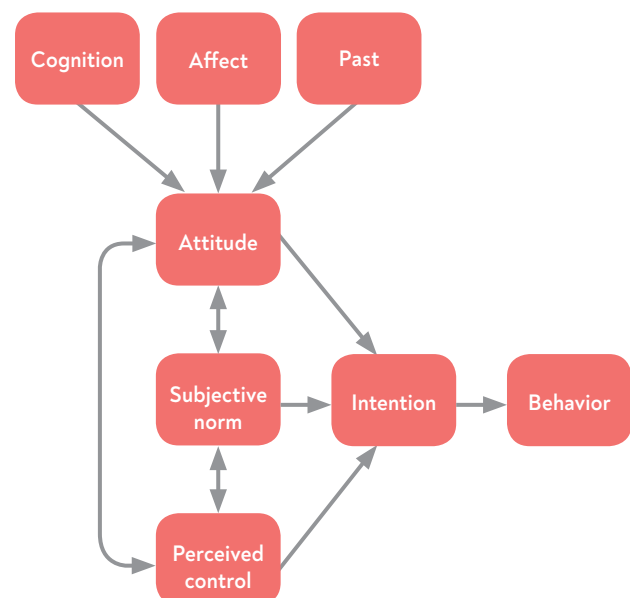 Cognition
Affect
Past
Attitude
Subjective
norm
Intention
Behavior
Perceived
control